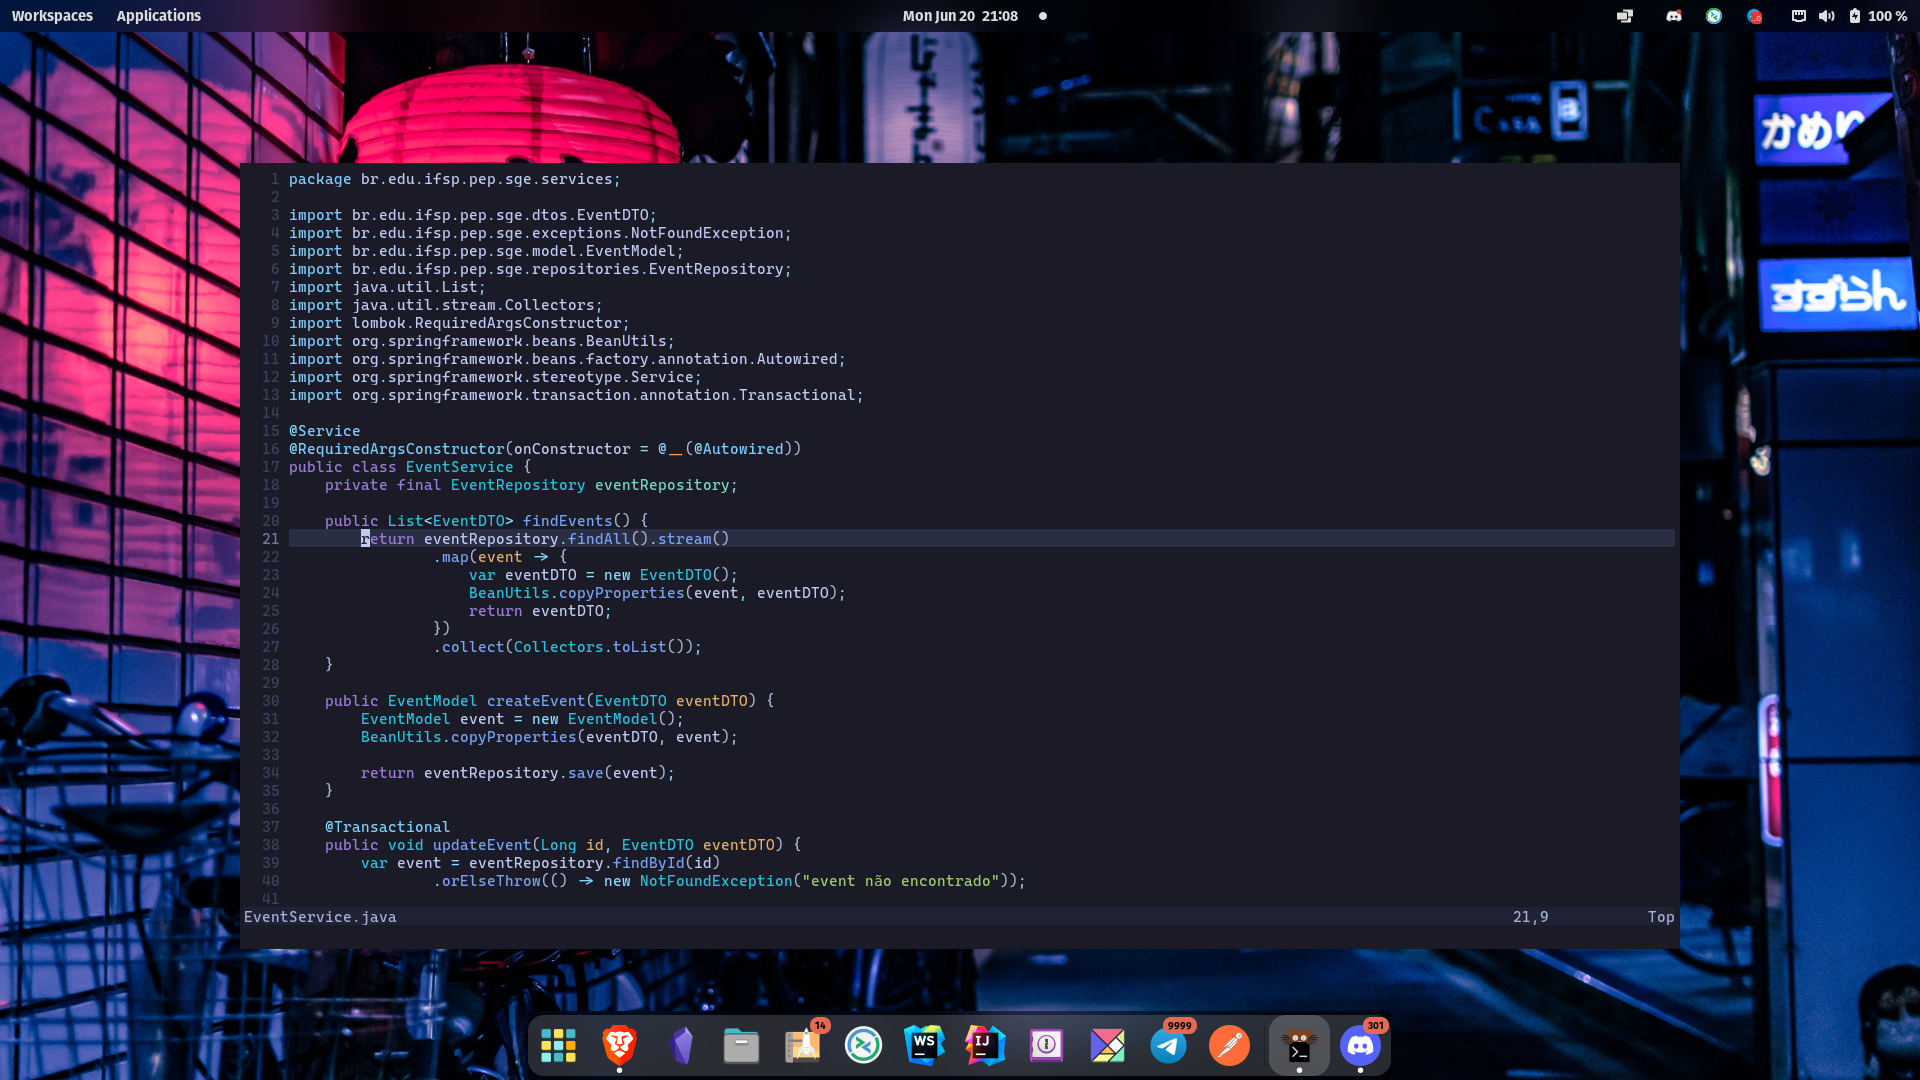 Workspaces Applications Mon Jun 20 21:08 100 %
かめり
すずらん
1 package br.edu.ifsp.pep.sge.services;
2
3 import br.edu.ifsp.pep.sge.dtos.EventDTO;
4 import br.edu.ifsp.pep.sge.exceptions.NotFoundException;
5 import br.edu.ifsp.pep.sge.model.EventModel;
6 import br.edu.ifsp.pep.sge.repositories.EventRepository;
7 import java.util.List;
8 import java.util.stream.Collectors;
9 import lombok.RequiredArgsConstructor;
10 import org.springframework.beans.BeanUtils;
11 import org.springframework.beans.factory.annotation.Autowired;
12 import org.springframework.stereotype.Service;
13 import org.springframework.transaction.annotation.Transactional;
14
15 @Service
16 @RequiredArgsConstructor(onConstructor = @__(@Autowired))
17 public class EventService {
18     private final EventRepository eventRepository;
19
20     public List<EventDTO> findEvents() {
21         return eventRepository.findAll().stream()
22                 .map(event -> {
23                     var eventDTO = new EventDTO();
24                     BeanUtils.copyProperties(event, eventDTO);
25                     return eventDTO;
26                 })
27                 .collect(Collectors.toList());
28     }
29
30     public EventModel createEvent(EventDTO eventDTO) {
31         EventModel event = new EventModel();
32         BeanUtils.copyProperties(eventDTO, event);
33
34         return eventRepository.save(event);
35     }
36
37     @Transactional
38     public void updateEvent(Long id, EventDTO eventDTO) {
39         var event = eventRepository.findById(id)
40                 .orElseThrow(() -> new NotFoundException("event não encontrado"));
41
EventService.java 21,9 Top
14 9999 301
WS IJ